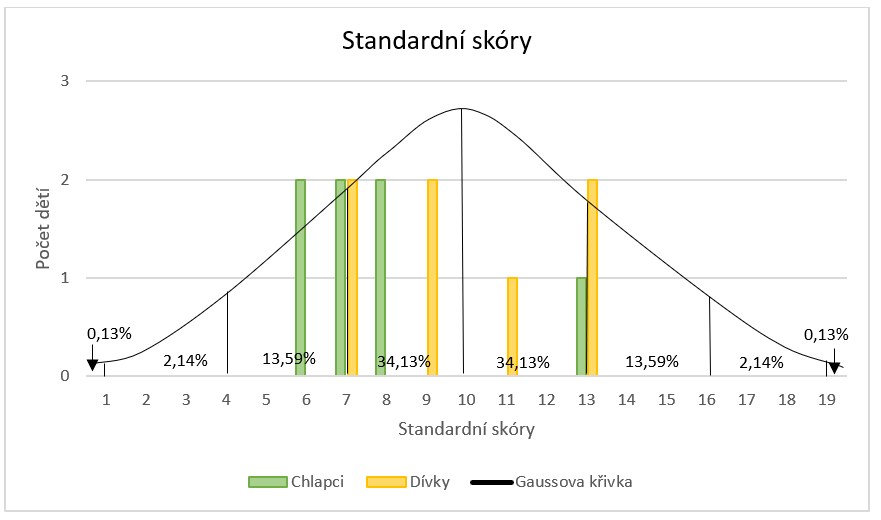 Standardní skóry
3
2
1
0
Počet dětí
0,13%
2,14%
13,59%
34,13%
34,13%
13,59%
2,14%
0,13%
1 2 3 4 5 6 7 8 9 10 11 12 13 14 15 16 17 18 19
Standardní skóry
Chlapci Dívky Gaussova křivka